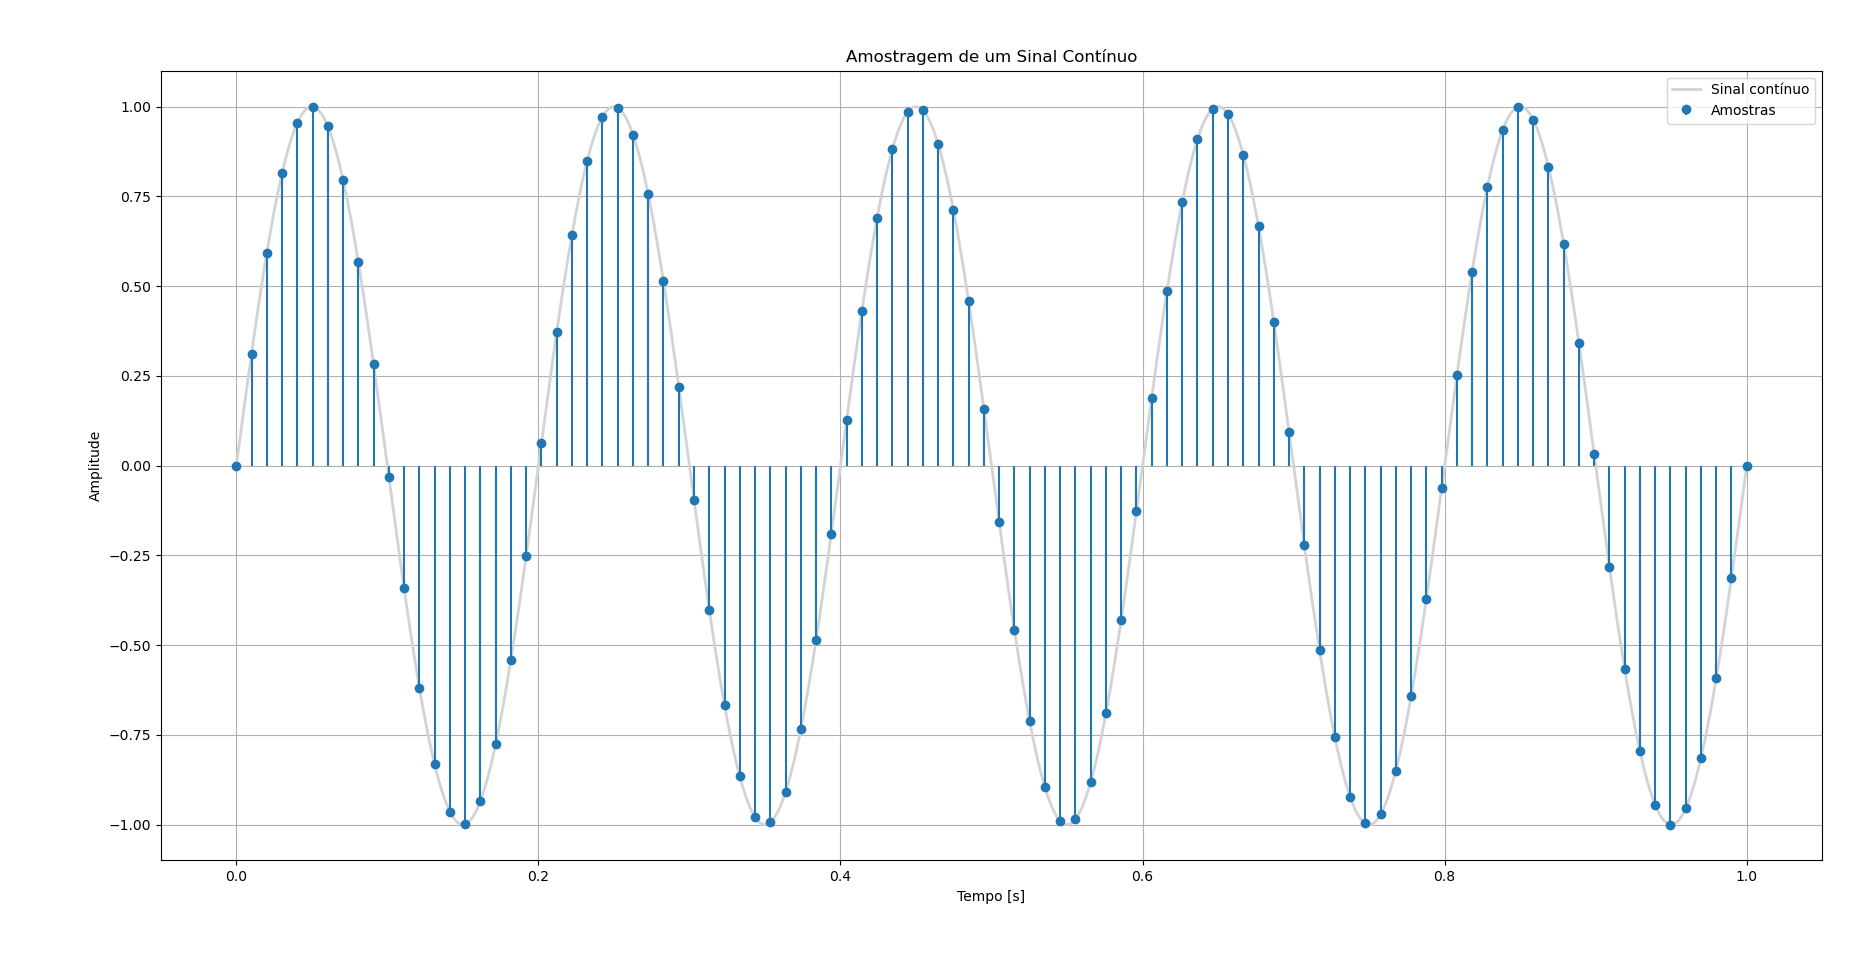 Amostragem de um Sinal Contínuo
Sinal contínuo
Amostras
1.00
0.75
0.50
0.25
0.00
−0.25
−0.50
−0.75
−1.00
Amplitude
0.0 0.2 0.4 0.6 0.8 1.0
Tempo [s]